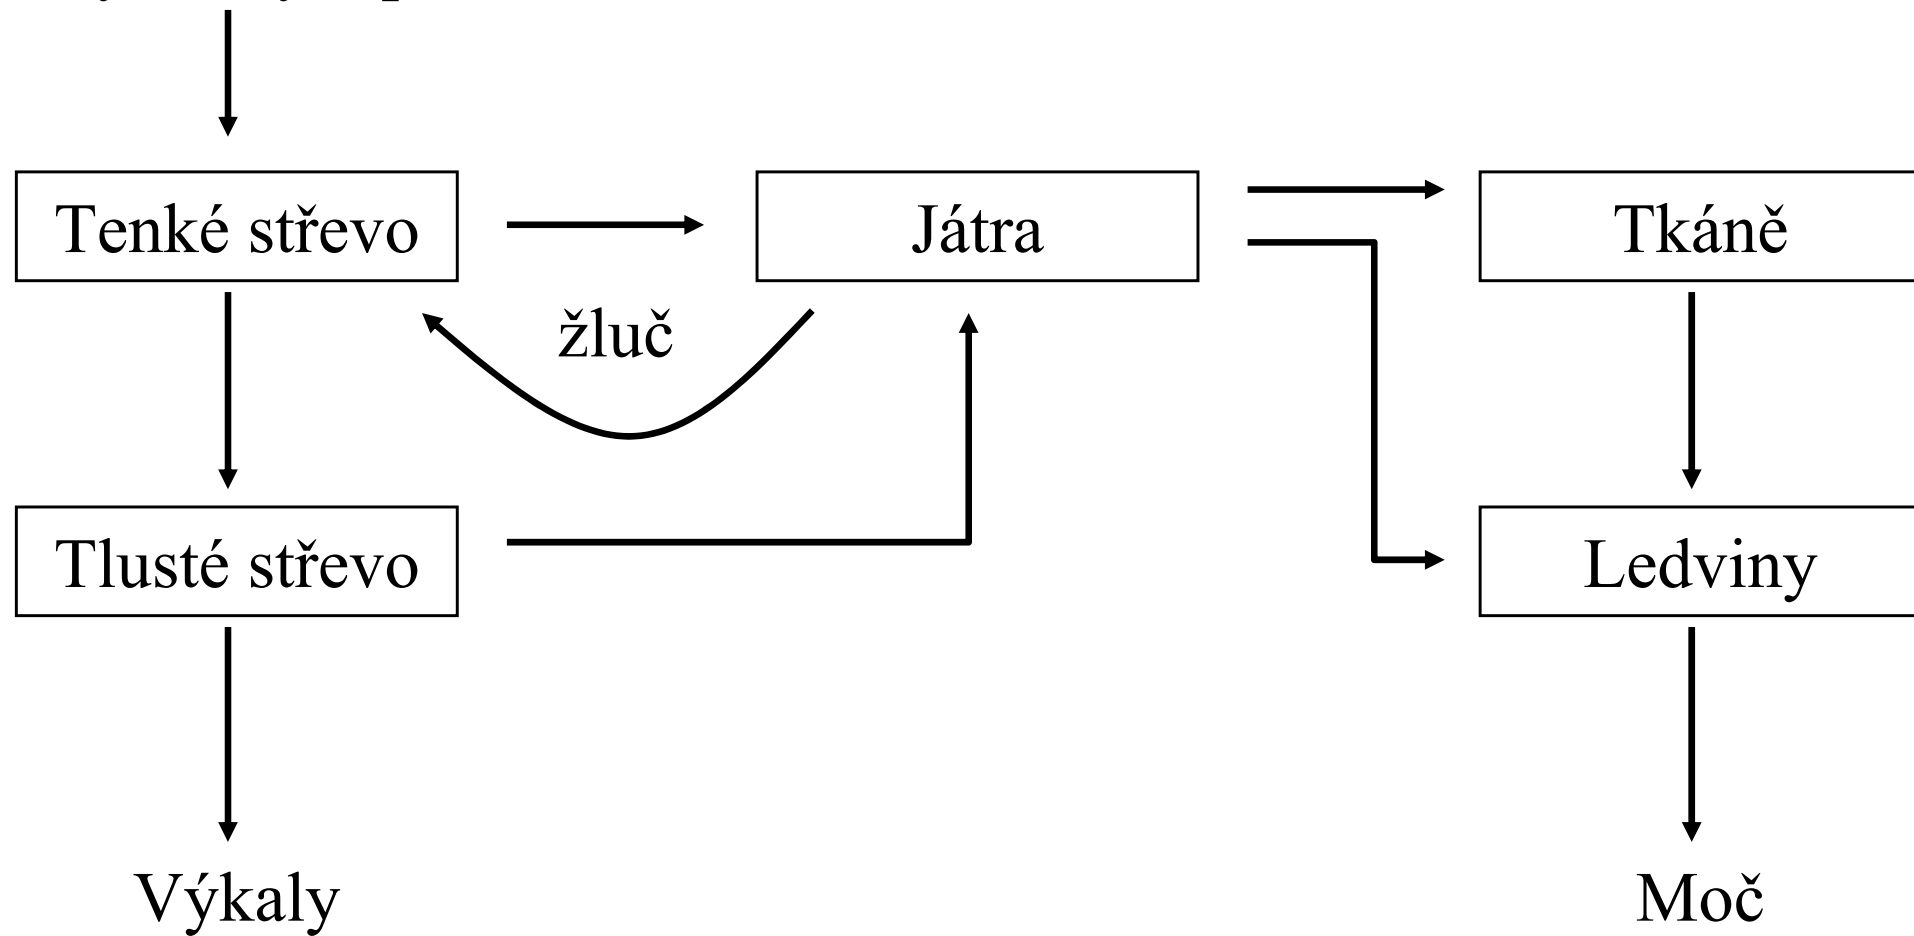 Tenké střevo
Játra
Tkáně
žluč
Tlusté střevo
Ledviny
Výkaly
Moč